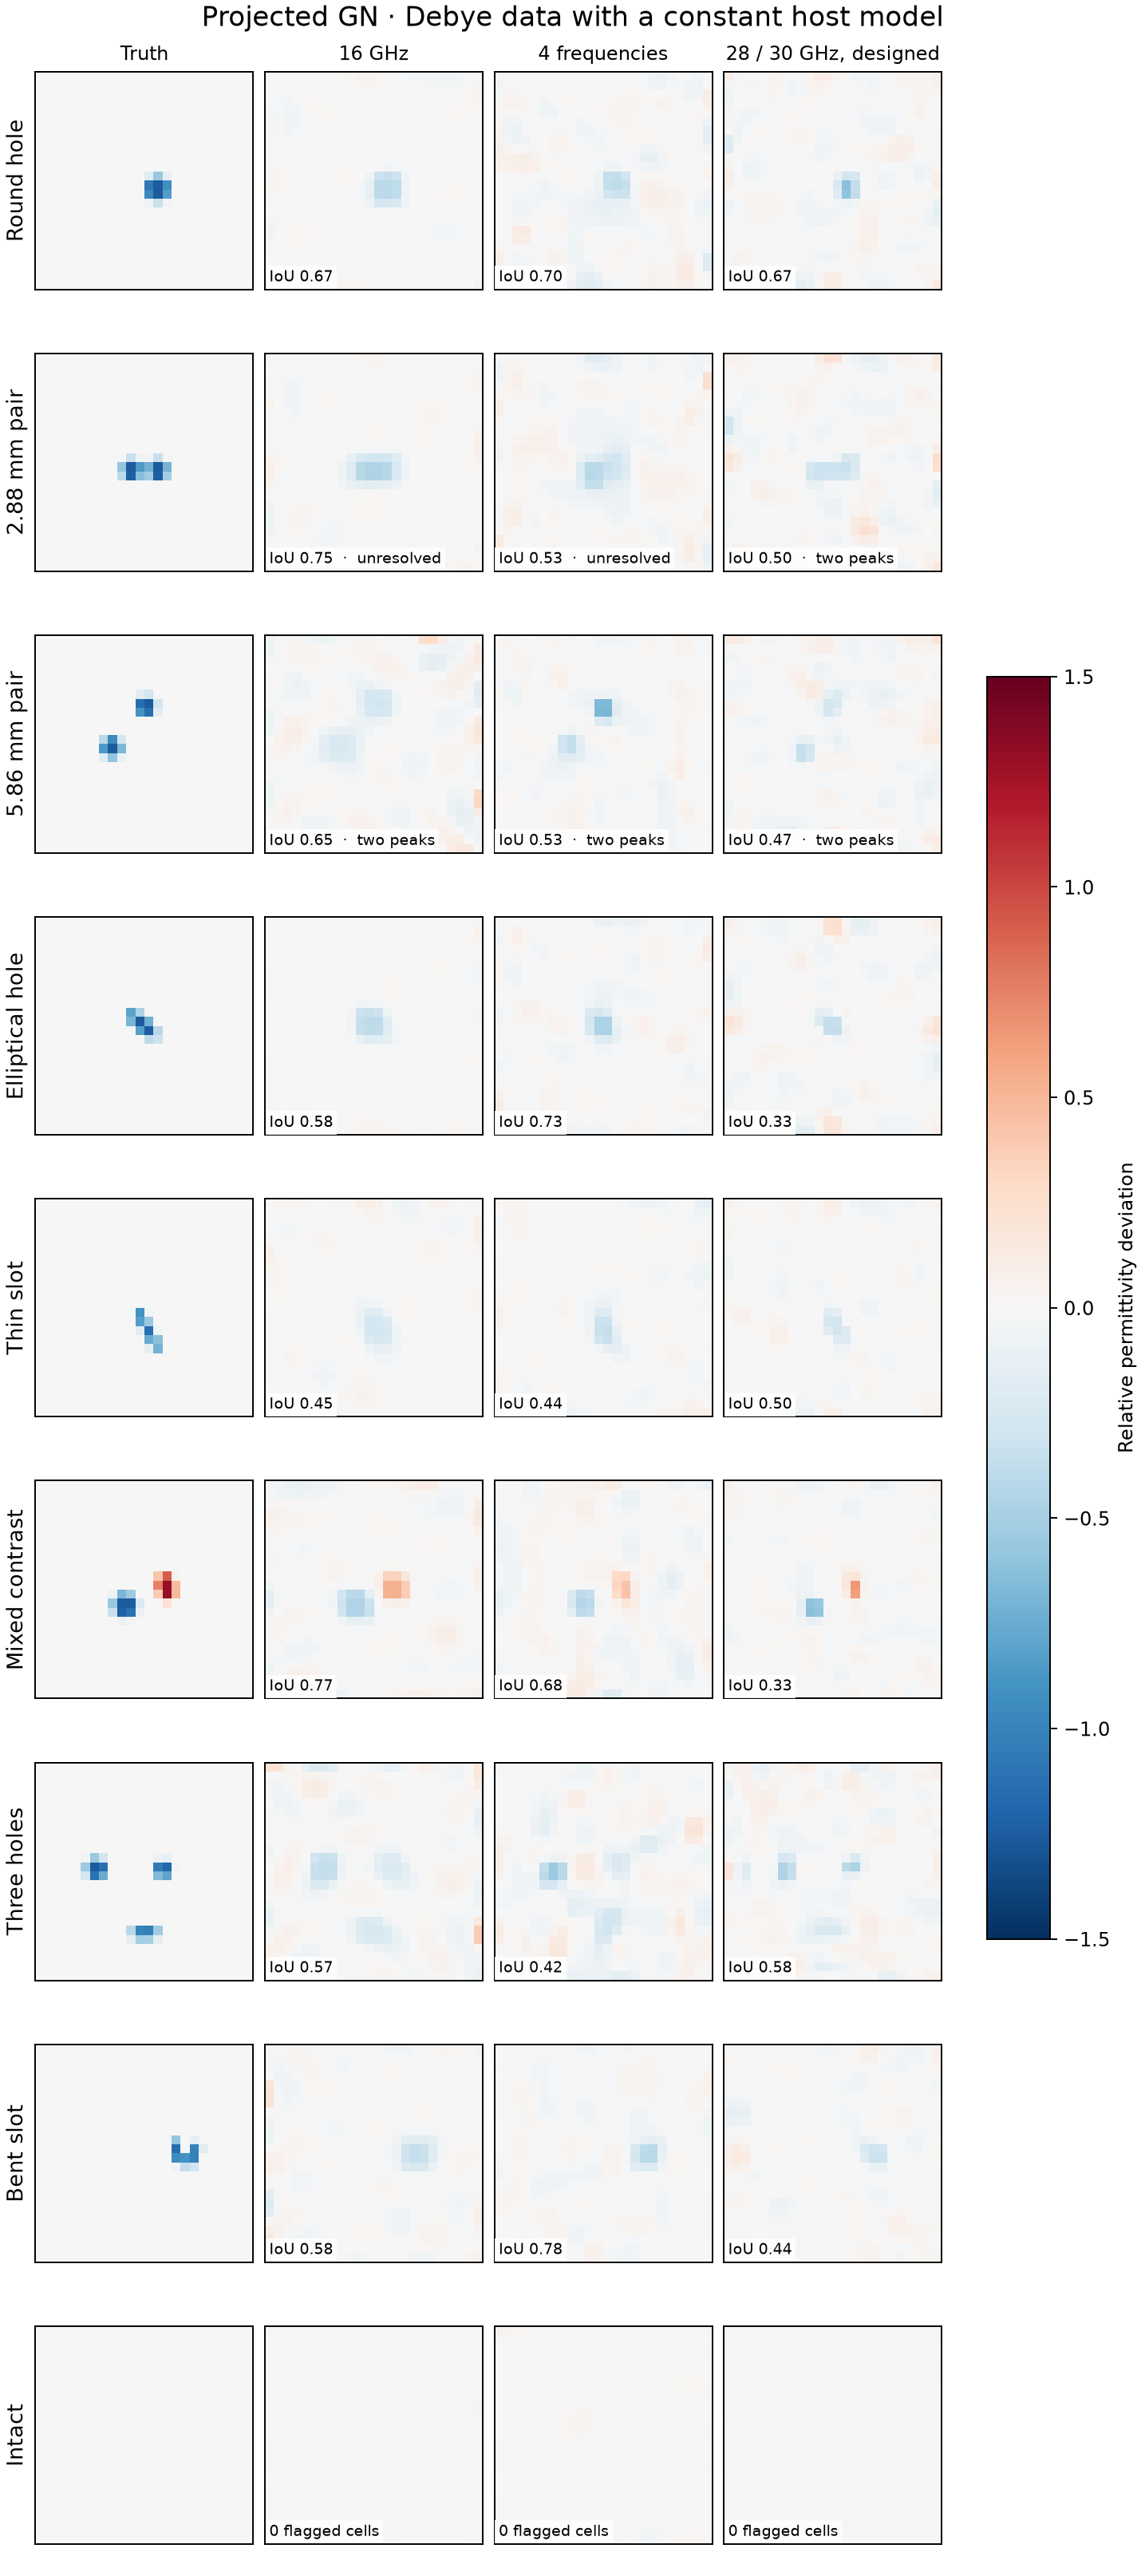 Projected GN · Debye data with a constant host model
Truth
16 GHz
4 frequencies
28 / 30 GHz, designed
Round hole
IoU 0.67
IoU 0.70
IoU 0.67
2.88 mm pair
IoU 0.75 · unresolved
IoU 0.53 · unresolved
IoU 0.50 · two peaks
5.86 mm pair
IoU 0.65 · two peaks
IoU 0.53 · two peaks
IoU 0.47 · two peaks
Elliptical hole
IoU 0.58
IoU 0.73
IoU 0.33
Thin slot
IoU 0.45
IoU 0.44
IoU 0.50
Mixed contrast
IoU 0.77
IoU 0.68
IoU 0.33
Three holes
IoU 0.57
IoU 0.42
IoU 0.58
Bent slot
IoU 0.58
IoU 0.78
IoU 0.44
Intact
0 flagged cells
0 flagged cells
0 flagged cells
1.5
1.0
0.5
0.0
−0.5
−1.0
−1.5
Relative permittivity deviation